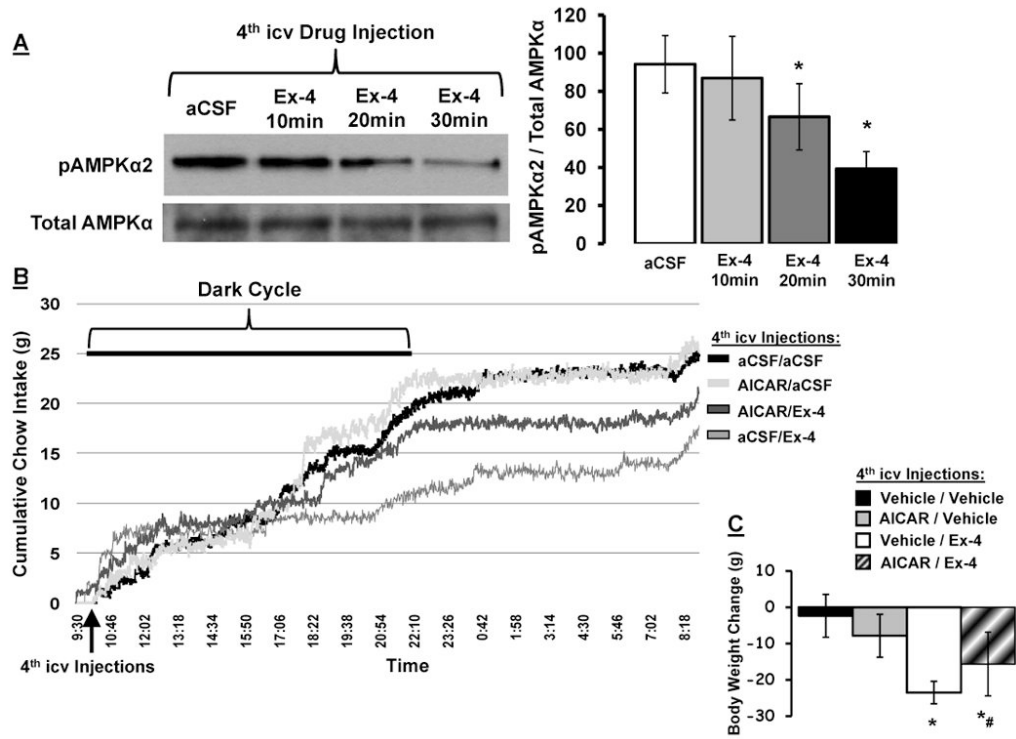 A
4th icv Drug Injection
aCSF
Ex-4
10min
Ex-4
20min
Ex-4
30min
pAMPKα2
Total AMPKα
pAMPKα2 / Total AMPKα
120
100
80
60
40
20
0
*
*
aCSF
Ex-4
10min
Ex-4
20min
Ex-4
30min
B
Cumulative Chow Intake (g)
30
25
20
15
10
5
0
Dark Cycle
9:30
10:46
12:02
13:18
14:34
15:50
17:06
18:22
19:38
20:54
22:10
23:26
0:42
1:58
3:14
4:30
5:46
7:02
8:18
4th icv Injections
Time
4th icv Injections:
aCSF/aCSF
AICAR/aCSF
AICAR/Ex-4
aCSF/Ex-4
4th icv Injections:
Vehicle / Vehicle
AICAR / Vehicle
Vehicle / Ex-4
AICAR / Ex-4
C
Body Weight Change (g)
10
0
-10
-20
-30
*
*#